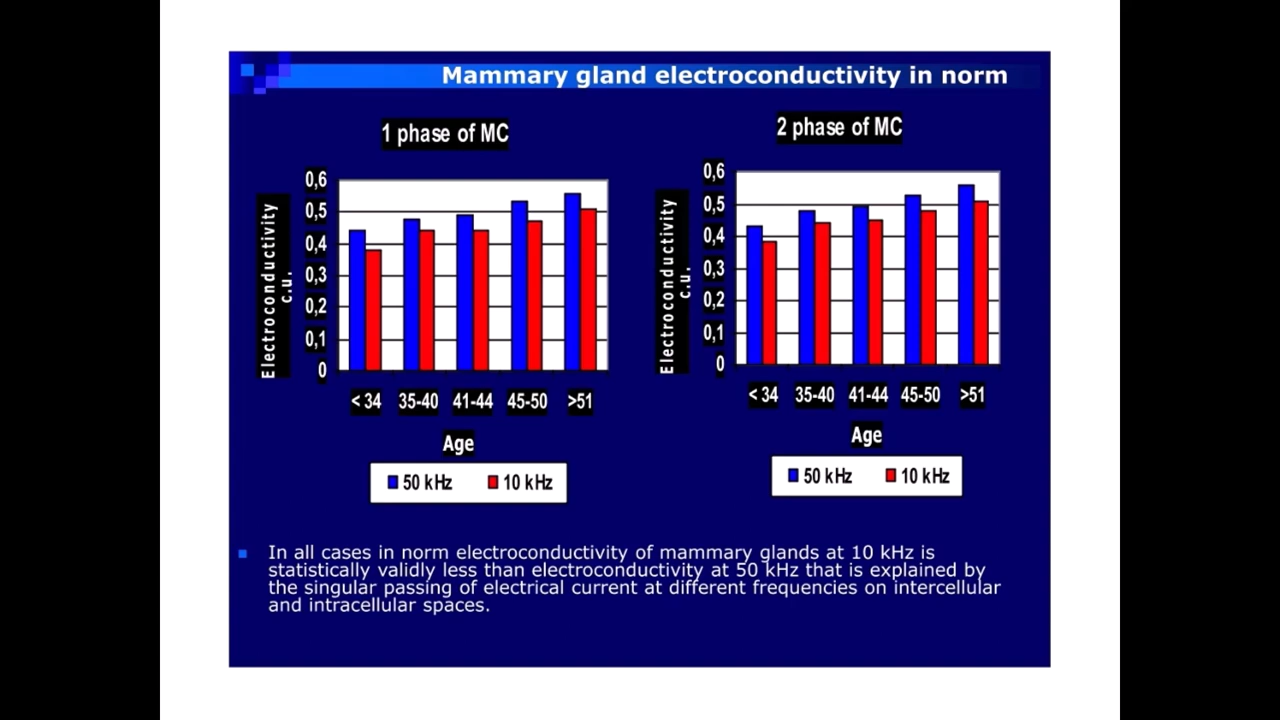 Mammary gland electroconductivity in norm
1 phase of MC
Electroconductivity
c.u.
0,6
0,5
0,4
0,3
0,2
0,1
0
< 34 35-40 41-44 45-50 >51
Age
50 kHz 10 kHz
2 phase of MC
Electroconductivity
c.u.
0,6
0,5
0,4
0,3
0,2
0,1
0
< 34 35-40 41-44 45-50 >51
Age
50 kHz 10 kHz
In all cases in norm electroconductivity of mammary glands at 10 kHz is
statistically validly less than electroconductivity at 50 kHz that is explained by
the singular passing of electrical current at different frequencies on intercellular
and intracellular spaces.